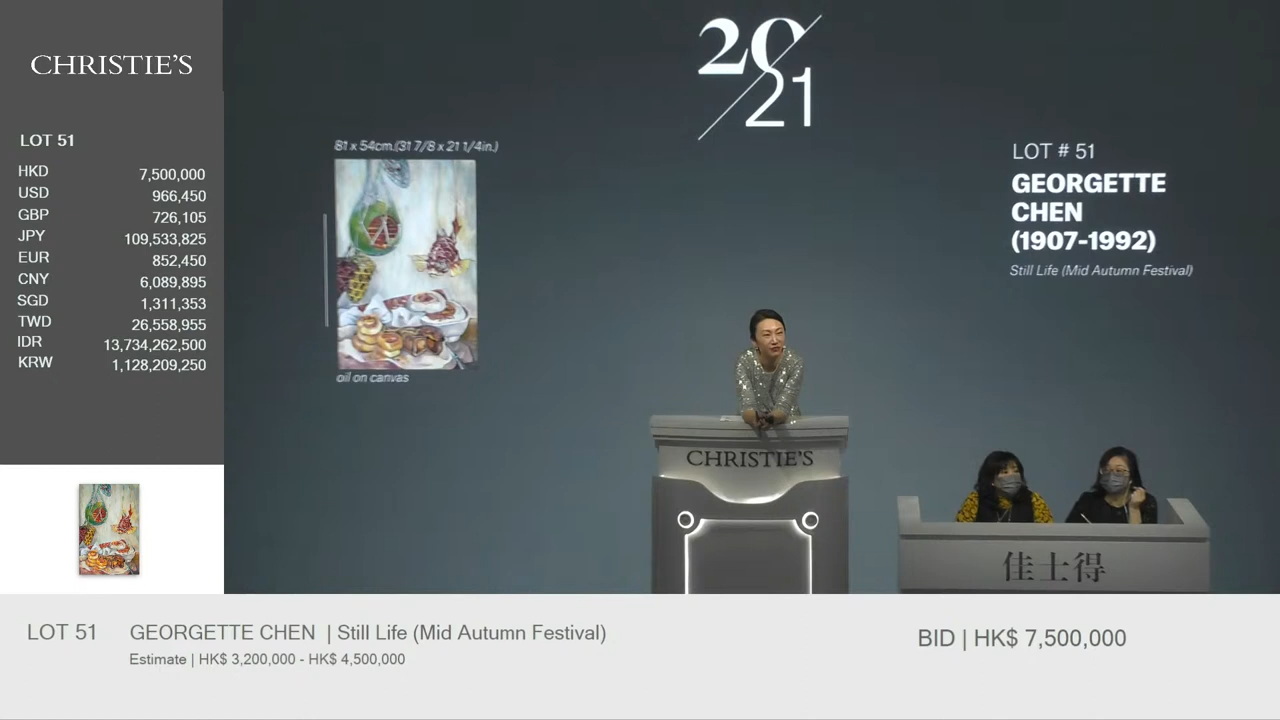 CHRISTIE'S
LOT 51
HKD 7,500,000
USD 966,450
GBP 726,105
JPY 109,533,825
EUR 852,450
CNY 6,089,895
SGD 1,311,353
TWD 26,558,955
IDR 13,734,262,500
KRW 1,128,209,250
20
21
81 x 54cm.(31 7/8 x 21 1/4in.)
oil on canvas
LOT # 51
GEORGETTE
CHEN
(1907-1992)
Still Life (Mid Autumn Festival)
CHRISTIE'S
佳士得
LOT 51 GEORGETTE CHEN | Still Life (Mid Autumn Festival)
Estimate | HK$ 3,200,000 - HK$ 4,500,000
BID | HK$ 7,500,000